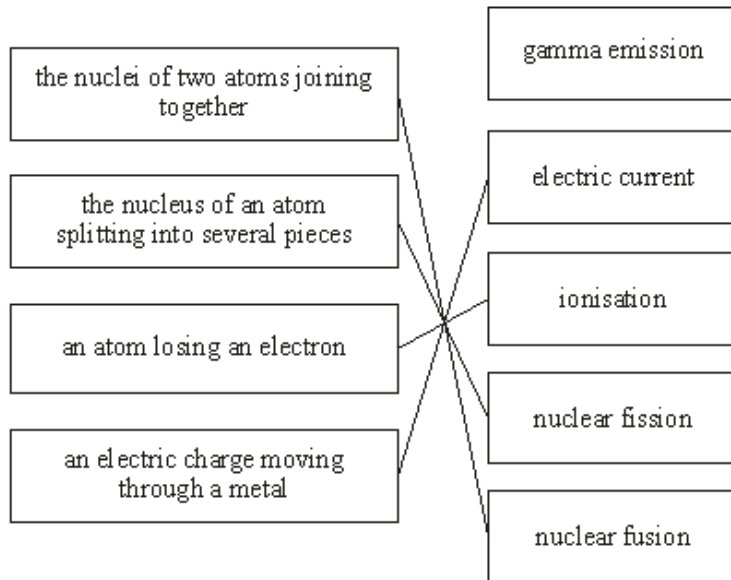 the nuclei of two atoms joining
together
the nucleus of an atom
splitting into several pieces
an atom losing an electron
an electric charge moving
through a metal
gamma emission
electric current
ionisation
nuclear fission
nuclear fusion